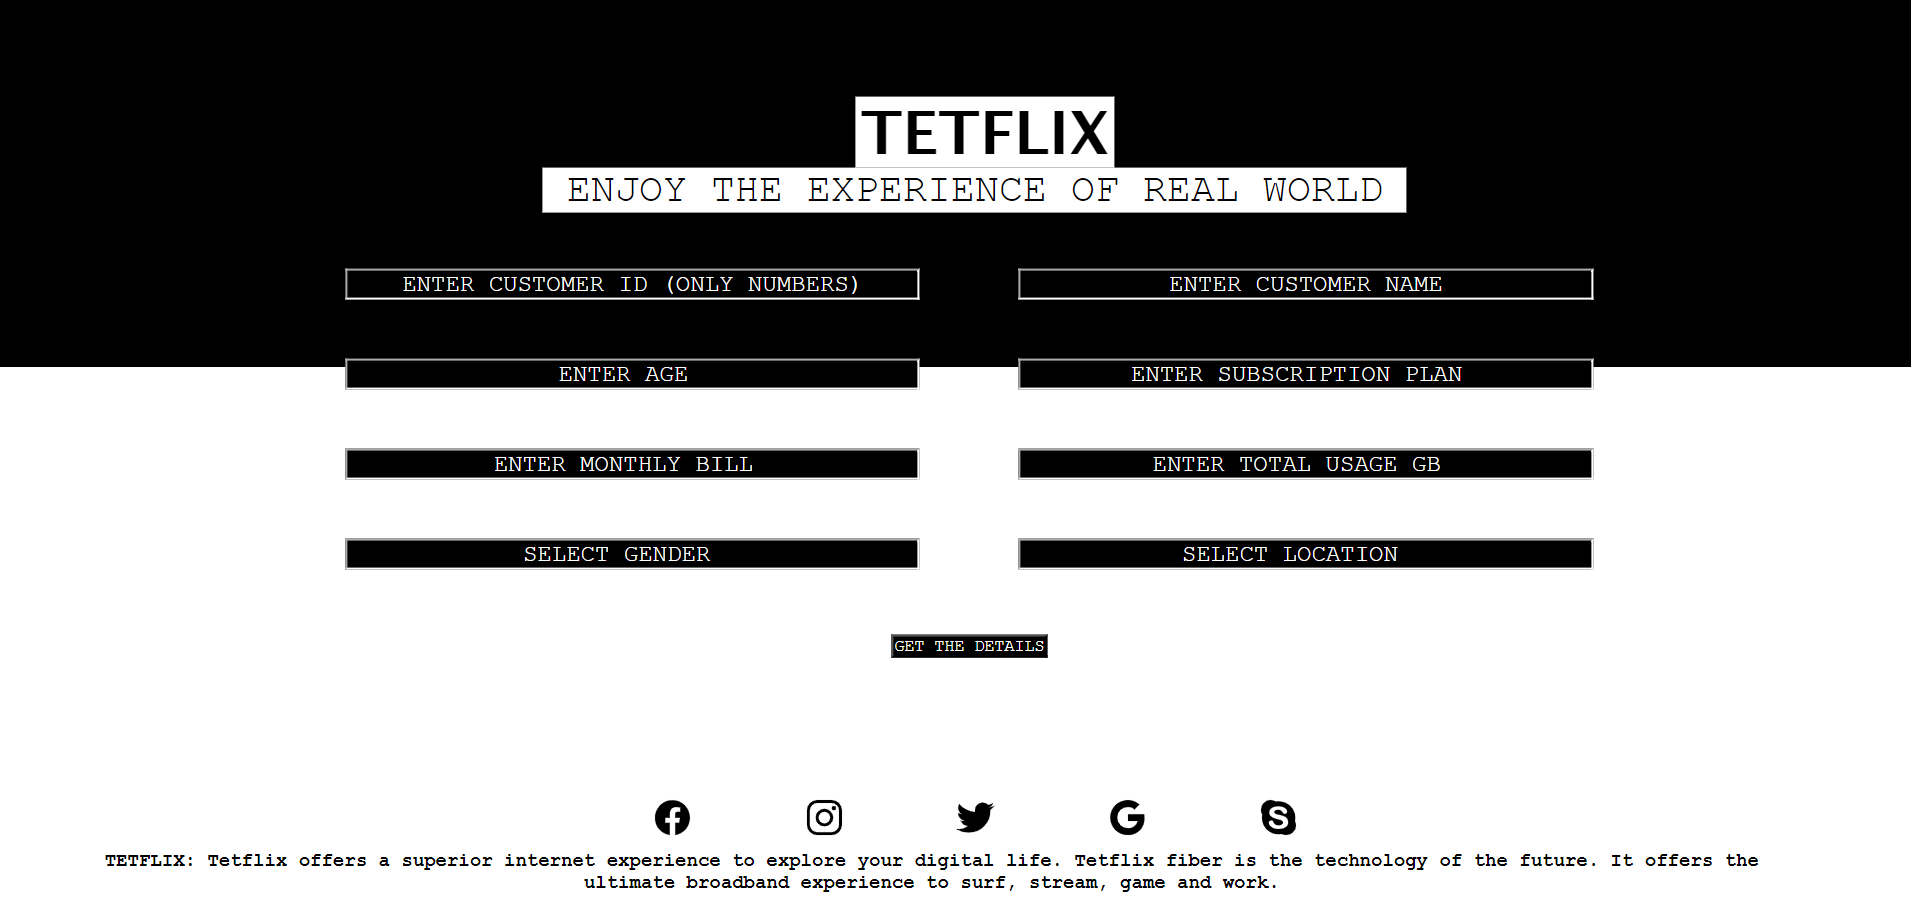 TETFLIX
ENJOY THE EXPERIENCE OF REAL WORLD
ENTER CUSTOMER ID (ONLY NUMBERS)
ENTER CUSTOMER NAME
ENTER AGE
ENTER SUBSCRIPTION PLAN
ENTER MONTHLY BILL
ENTER TOTAL USAGE GB
SELECT GENDER
SELECT LOCATION
GET THE DETAILS
TETFLIX: Tetflix offers a superior internet experience to explore your digital life. Tetflix fiber is the technology of the future. It offers the
ultimate broadband experience to surf, stream, game and work.